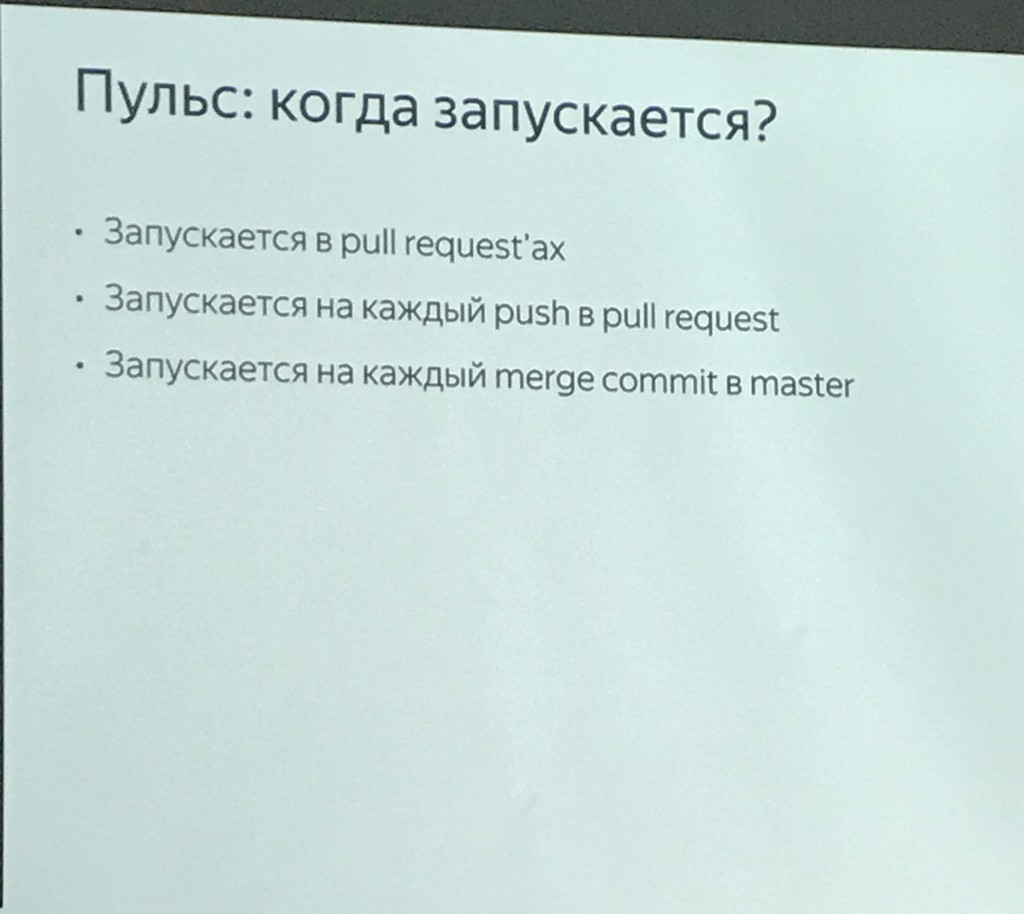 Пульс: когда запускается?
• Запускается в pull request'ах
• Запускается на каждый push в pull request
• Запускается на каждый merge commit в master